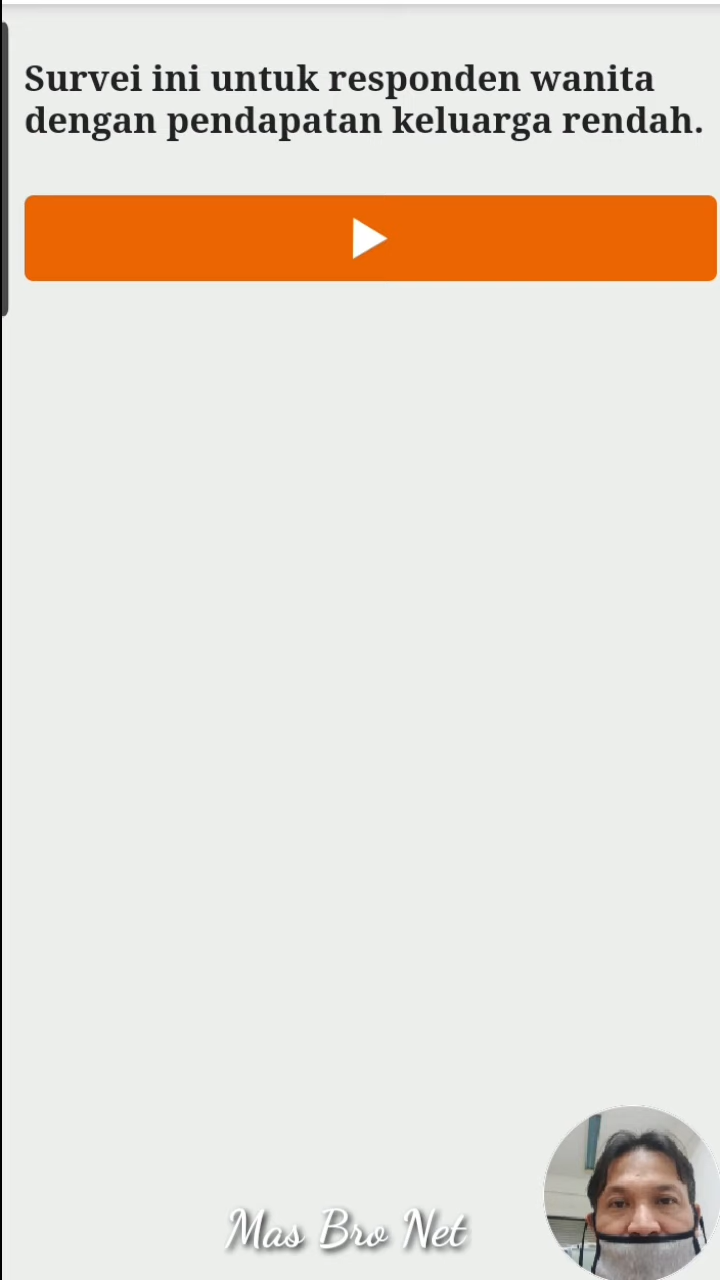 Survei ini untuk responden wanita
dengan pendapatan keluarga rendah.
Mas Bro Net